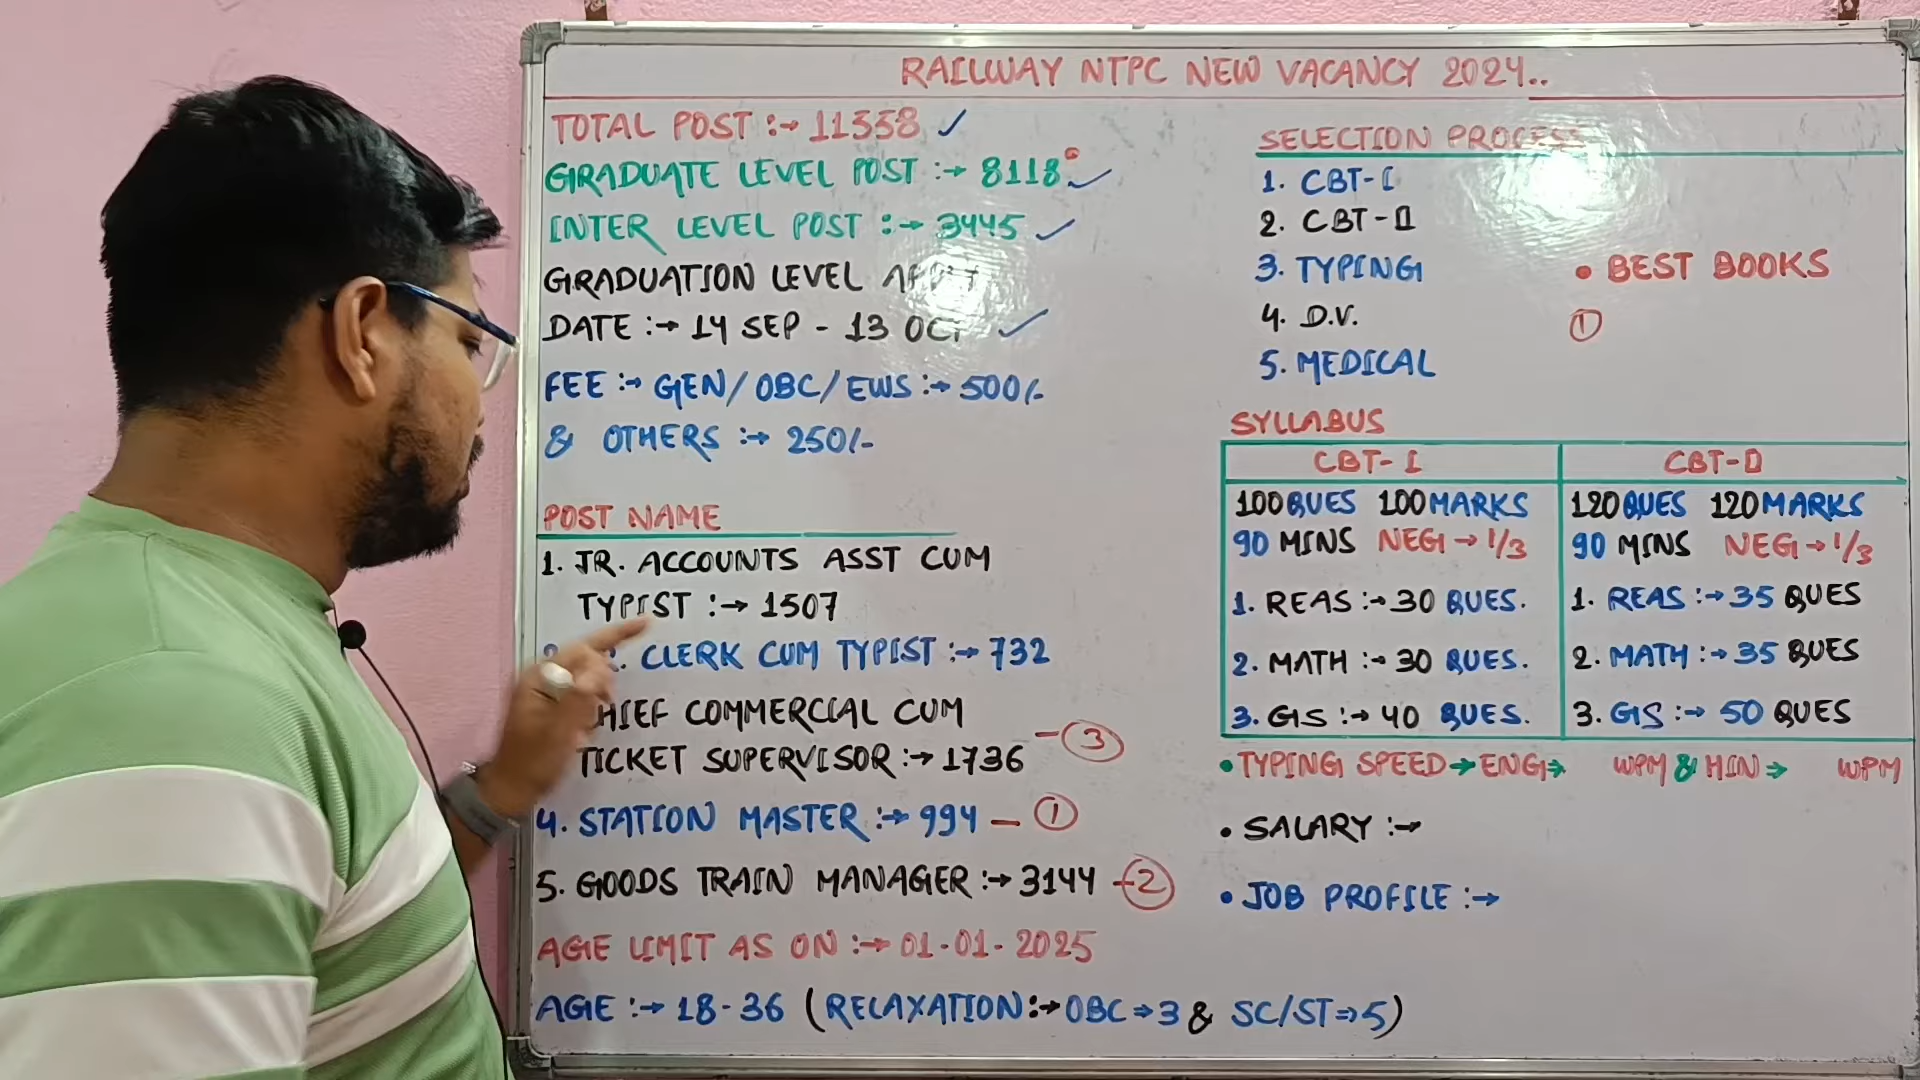 RAILWAY NTPC NEW VACANCY 2024..
TOTAL POST :→ 11558 ✓
GRADUATE LEVEL POST :→ 8118 ✓
INTER LEVEL POST :→ 3445 ✓
GRADUATION LEVEL
DATE :→ 14 SEP - 13 OCT ✓
FEE :→ GEN/OBC/EWS :→ 500/-
& OTHERS :→ 250/-
POST NAME
1. JR. ACCOUNTS ASST CUM
TYPIST :→ 1507
CLERK CUM TYPIST :→ 732
CHIEF COMMERCIAL CUM
TICKET SUPERVISOR :→ 1736 - ③
4. STATION MASTER :→ 994 - ①
5. GOODS TRAIN MANAGER :→ 3144 - ②
AGE LIMIT AS ON :→ 01-01-2025
AGE :→ 18-36 (RELAXATION :→ OBC ⇒ 3 & SC/ST ⇒ 5)
SELECTION PROCESS
1. CBT-I
2. CBT-II
3. TYPING
4. D.V.
5. MEDICAL
• BEST BOOKS
①
SYLLABUS
CBT-I
100 QUES 100 MARKS
90 MINS NEG → 1/3
1. REAS :→ 30 QUES.
2. MATH :→ 30 QUES.
3. GIS :→ 40 QUES.
CBT-II
120 QUES 120 MARKS
90 MINS NEG → 1/3
1. REAS :→ 35 QUES
2. MATH :→ 35 QUES
3. GIS :→ 50 QUES
• TYPING SPEED → ENG → WPM & HIN → WPM
• SALARY :→
• JOB PROFILE :→